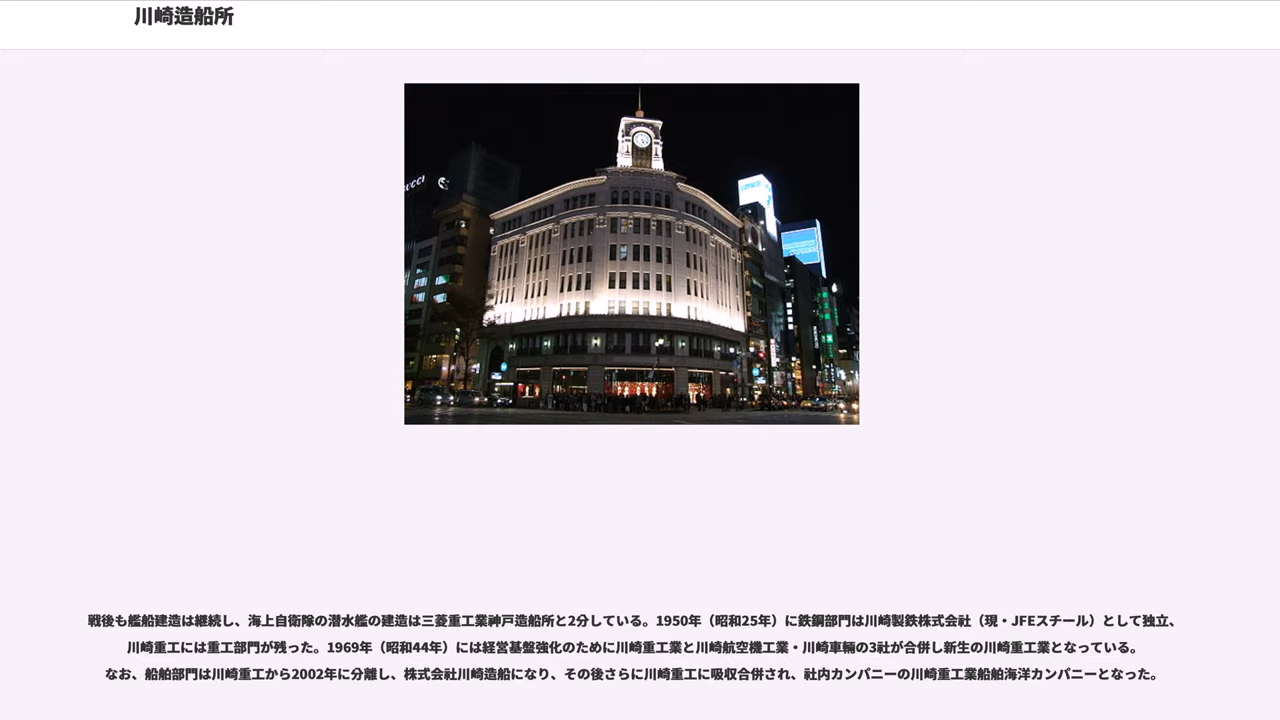 川崎造船所
GUCCI
戦後も艦船建造は継続し、海上自衛隊の潜水艦の建造は三菱重工業神戸造船所と2分している。1950年（昭和25年）に鉄鋼部門は川崎製鉄株式会社（現・JFEスチール）として独立、
川崎重工には重工部門が残った。1969年（昭和44年）には経営基盤強化のために川崎重工業と川崎航空機工業・川崎車輛の3社が合併し新生の川崎重工業となっている。
なお、船舶部門は川崎重工から2002年に分離し、株式会社川崎造船になり、その後さらに川崎重工に吸収合併され、社内カンパニーの川崎重工業船舶海洋カンパニーとなった。